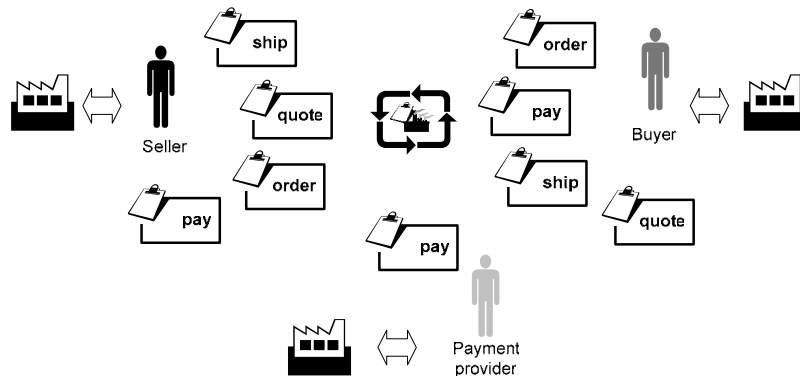 ship
order
quote
pay
Seller
Buyer
order
ship
pay
quote
pay
Payment
provider